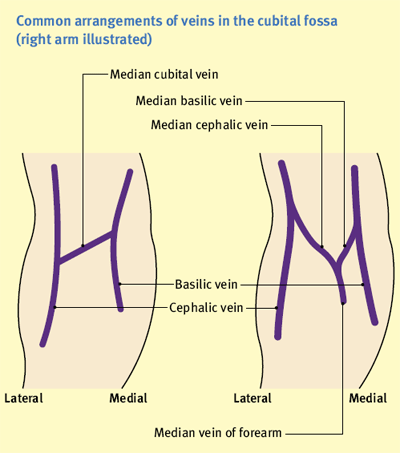 Common arrangements of veins in the cubital fossa
(right arm illustrated)
Median cubital vein
Median basilic vein
Median cephalic vein
Basilic vein
Cephalic vein
Lateral
Medial
Lateral
Medial
Median vein of forearm